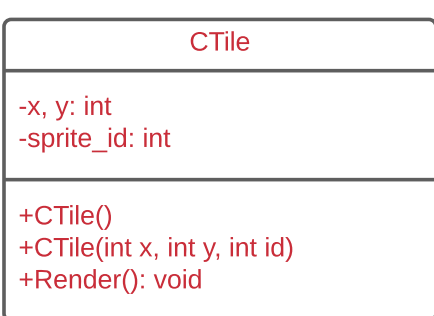 CTile
-x, y: int
-sprite_id: int
+CTile()
+CTile(int x, int y, int id)
+Render(): void